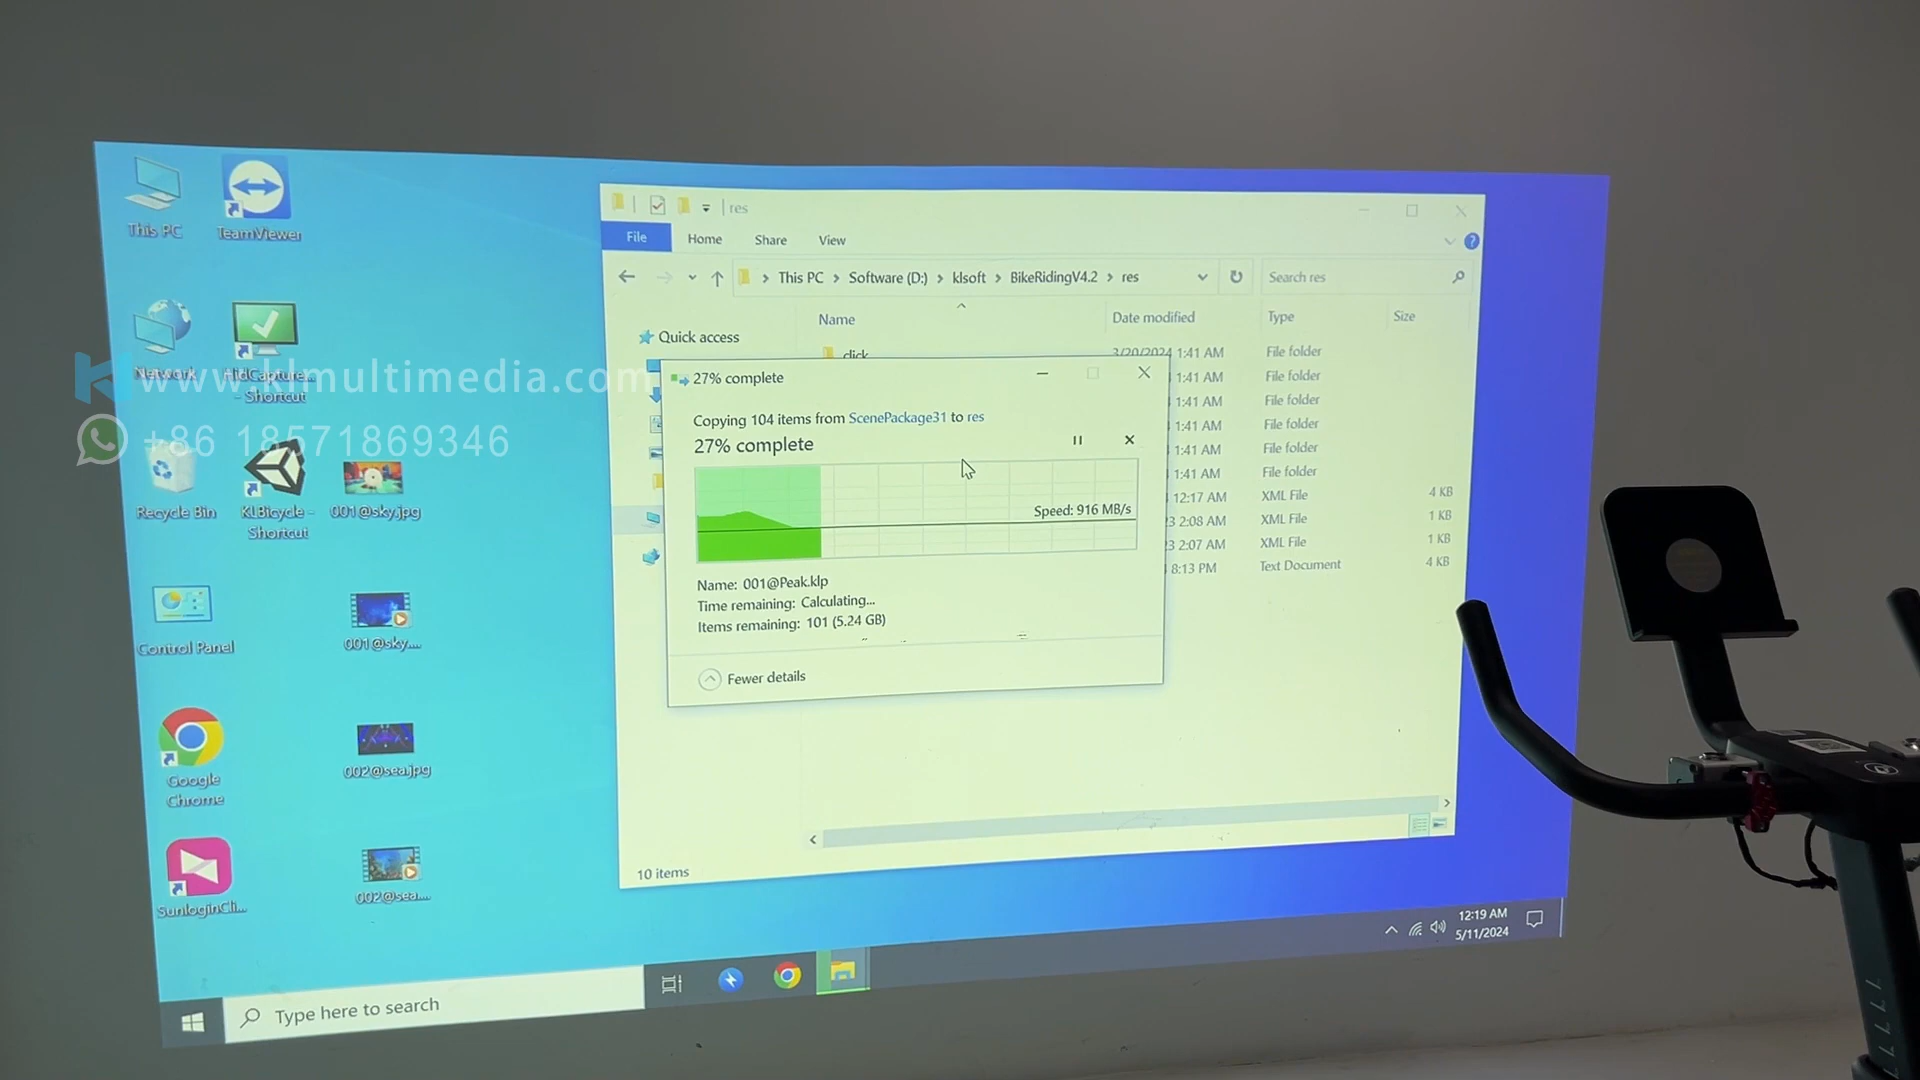 This PC
TeamViewer
Network
HidCapture...
- Shortcut
Recycle Bin
KLBicycle -
Shortcut
001@sky.jpg
Control Panel
001@sky....
Google
Chrome
002@sea.jpg
SunloginCli...
002@sea....
www.klmultimedia.com
+86 18571869346
res
File
Home
Share
View
This PC
Software (D:)
klsoft
BikeRidingV4.2
res
Search res
Name
Date modified
Type
Size
Quick access
click
3/20/2024 1:41 AM
File folder
1:41 AM
File folder
1:41 AM
File folder
1:41 AM
File folder
1:41 AM
File folder
1:41 AM
File folder
12:17 AM
XML File
4 KB
2:08 AM
XML File
1 KB
2:07 AM
XML File
1 KB
8:13 PM
Text Document
4 KB
27% complete
Copying 104 items from ScenePackage31 to res
27% complete
Speed: 916 MB/s
Name: 001@Peak.klp
Time remaining: Calculating...
Items remaining: 101 (5.24 GB)
Fewer details
10 items
Type here to search
12:19 AM
5/11/2024